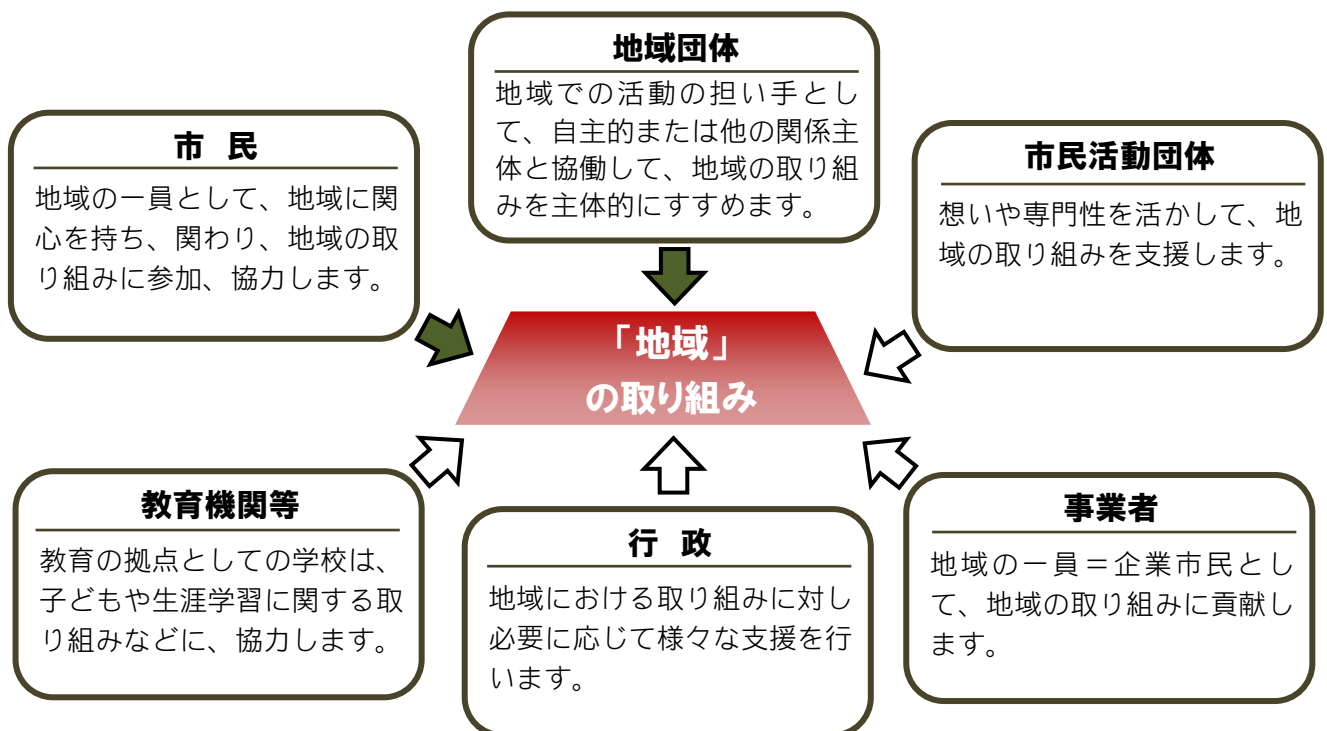 地域団体
地域での活動の担い手とし
て、自主的または他の関係主
体と協働して、地域の取り組
みを主体的にすすめます。
市 民
地域の一員として、地域に関
心を持ち、関わり、地域の取
り組みに参加、協力します。
市民活動団体
想いや専門性を活かして、地
域の取り組みを支援します。
「地域」
の取り組み
教育機関等
教育の拠点としての学校は、
子どもや生涯学習に関する取
り組みなどに、協力します。
行 政
地域における取り組みに対し
必要に応じて様々な支援を行
います。
事業者
地域の一員＝企業市民とし
て、地域の取り組みに貢献し
ます。